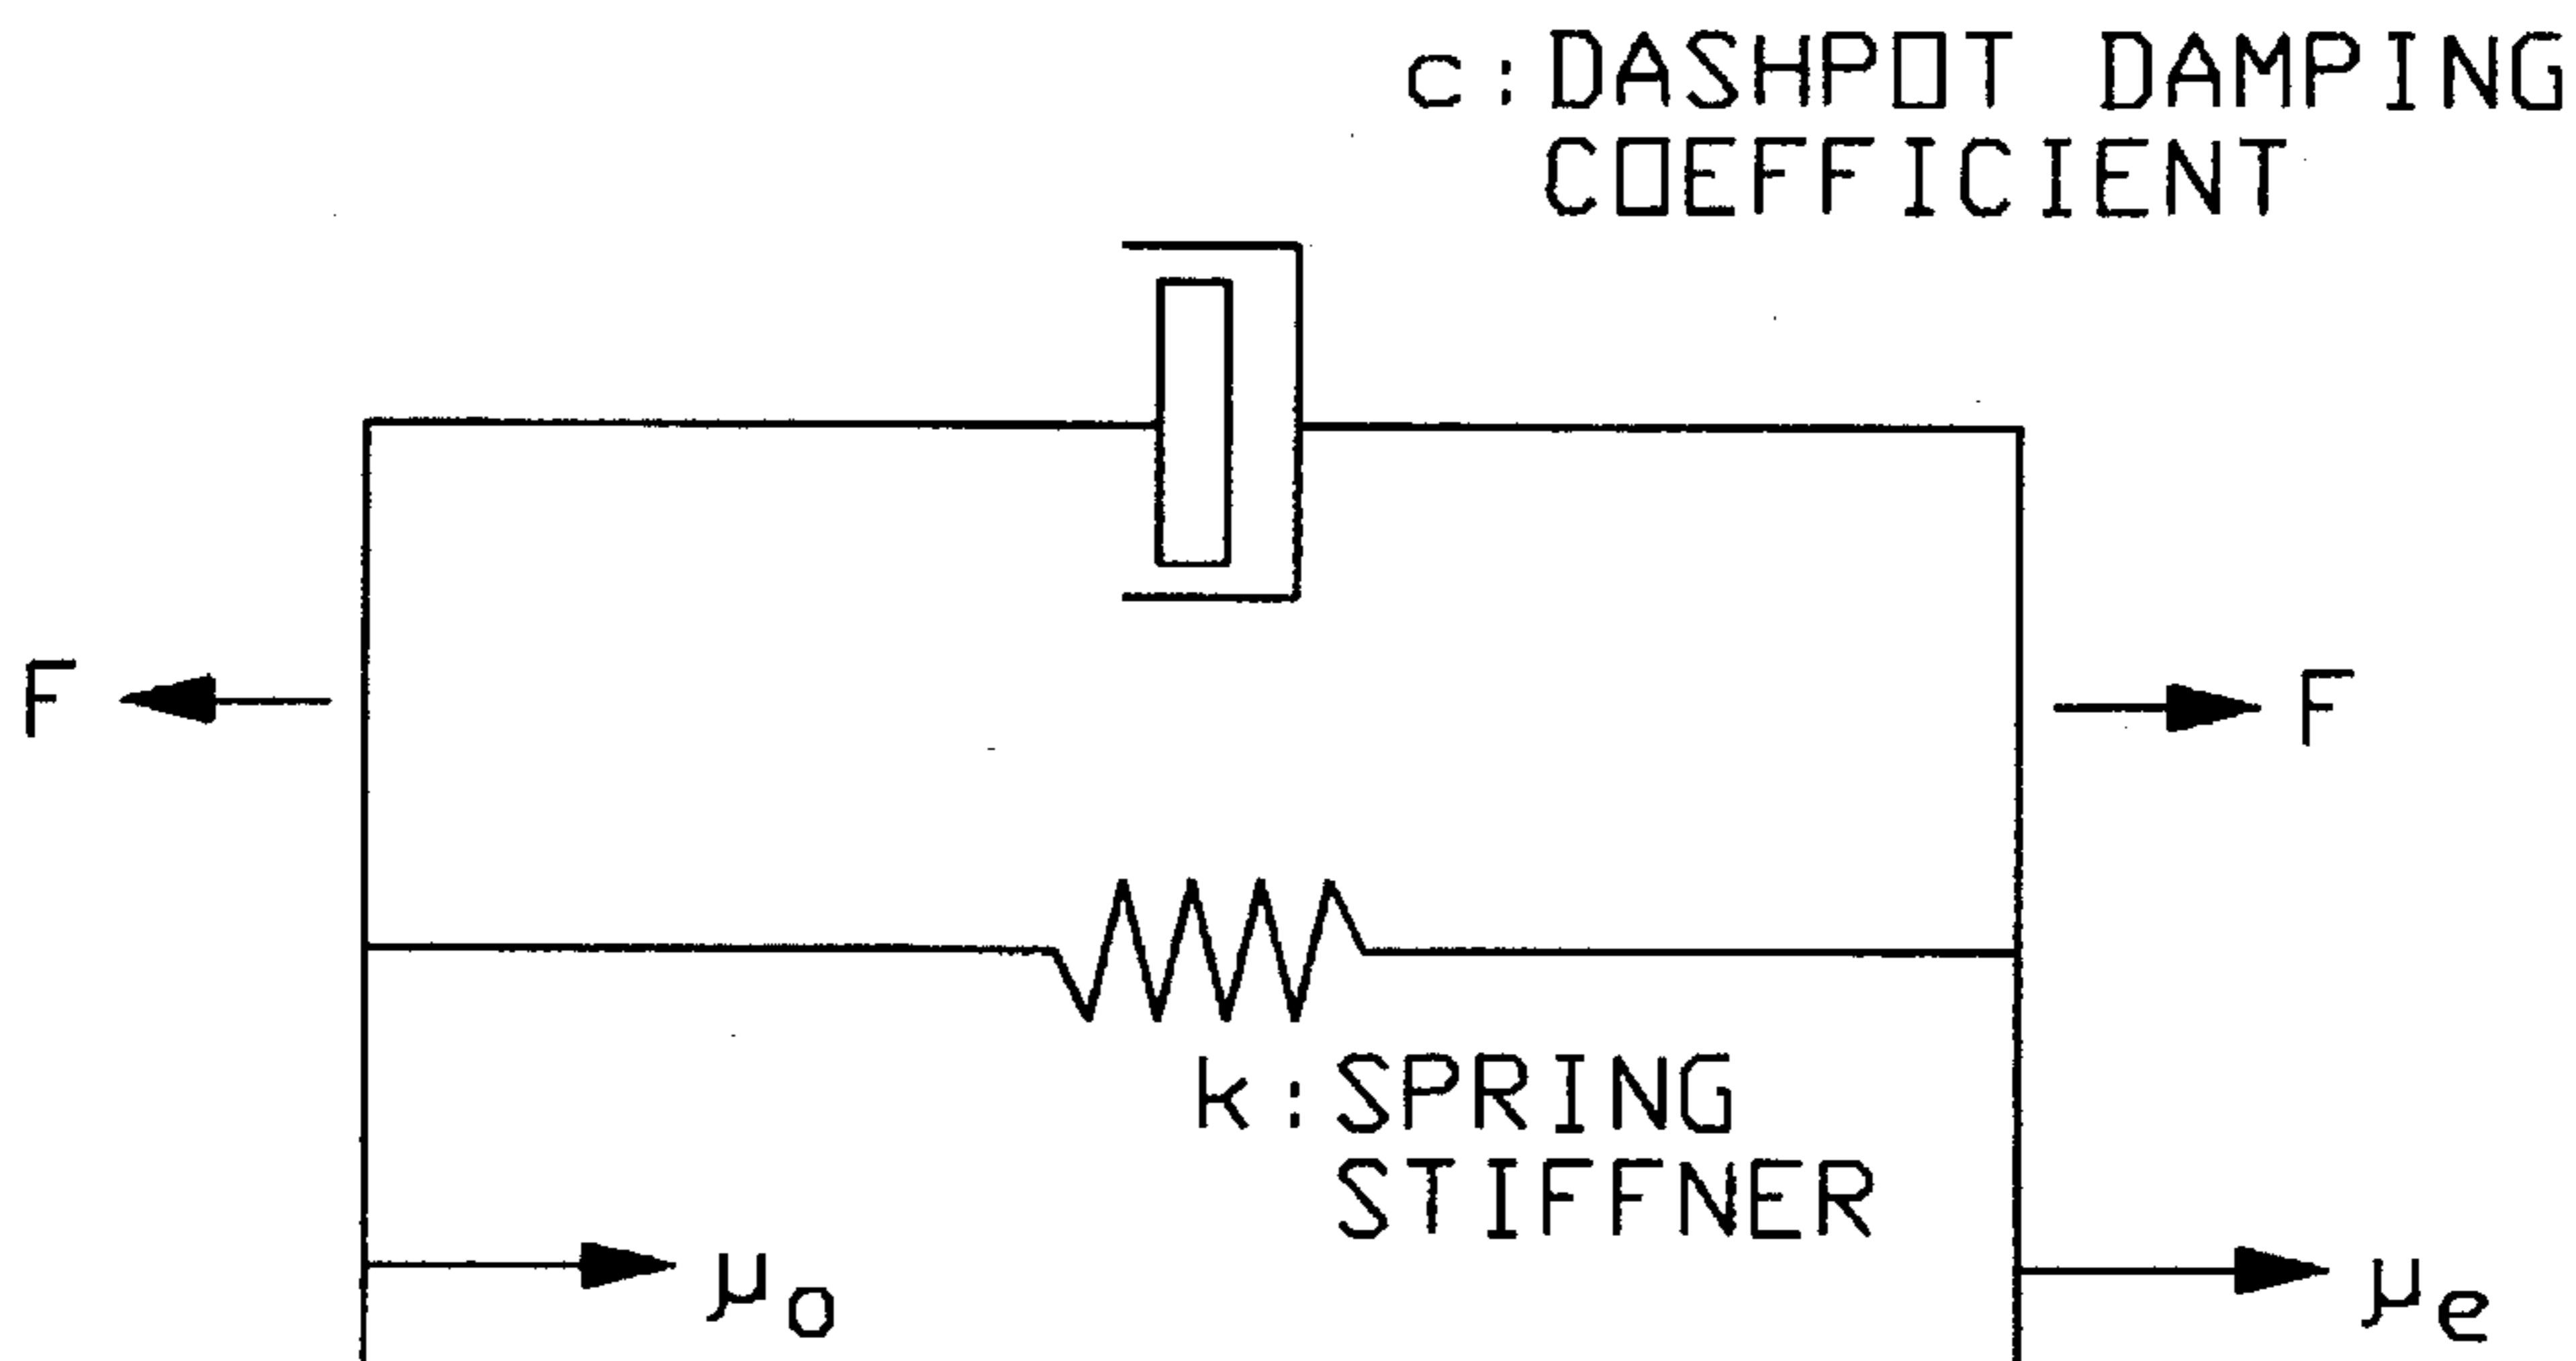 c:DASHPOT DAMPING
COEFFICIENT
F
F
k:SPRING
STIFFNER
μo
μe